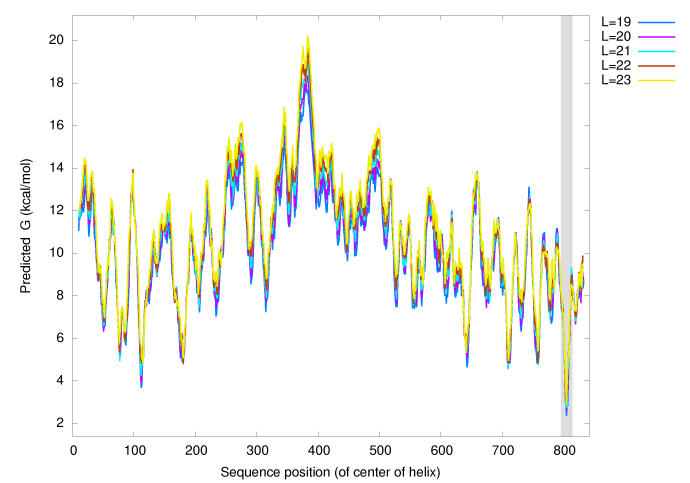 L=19
L=20
L=21
L=22
L=23
20
18
16
14
12
10
8
6
4
2
Predicted G (kcal/mol)
0 100 200 300 400 500 600 700 800
Sequence position (of center of helix)